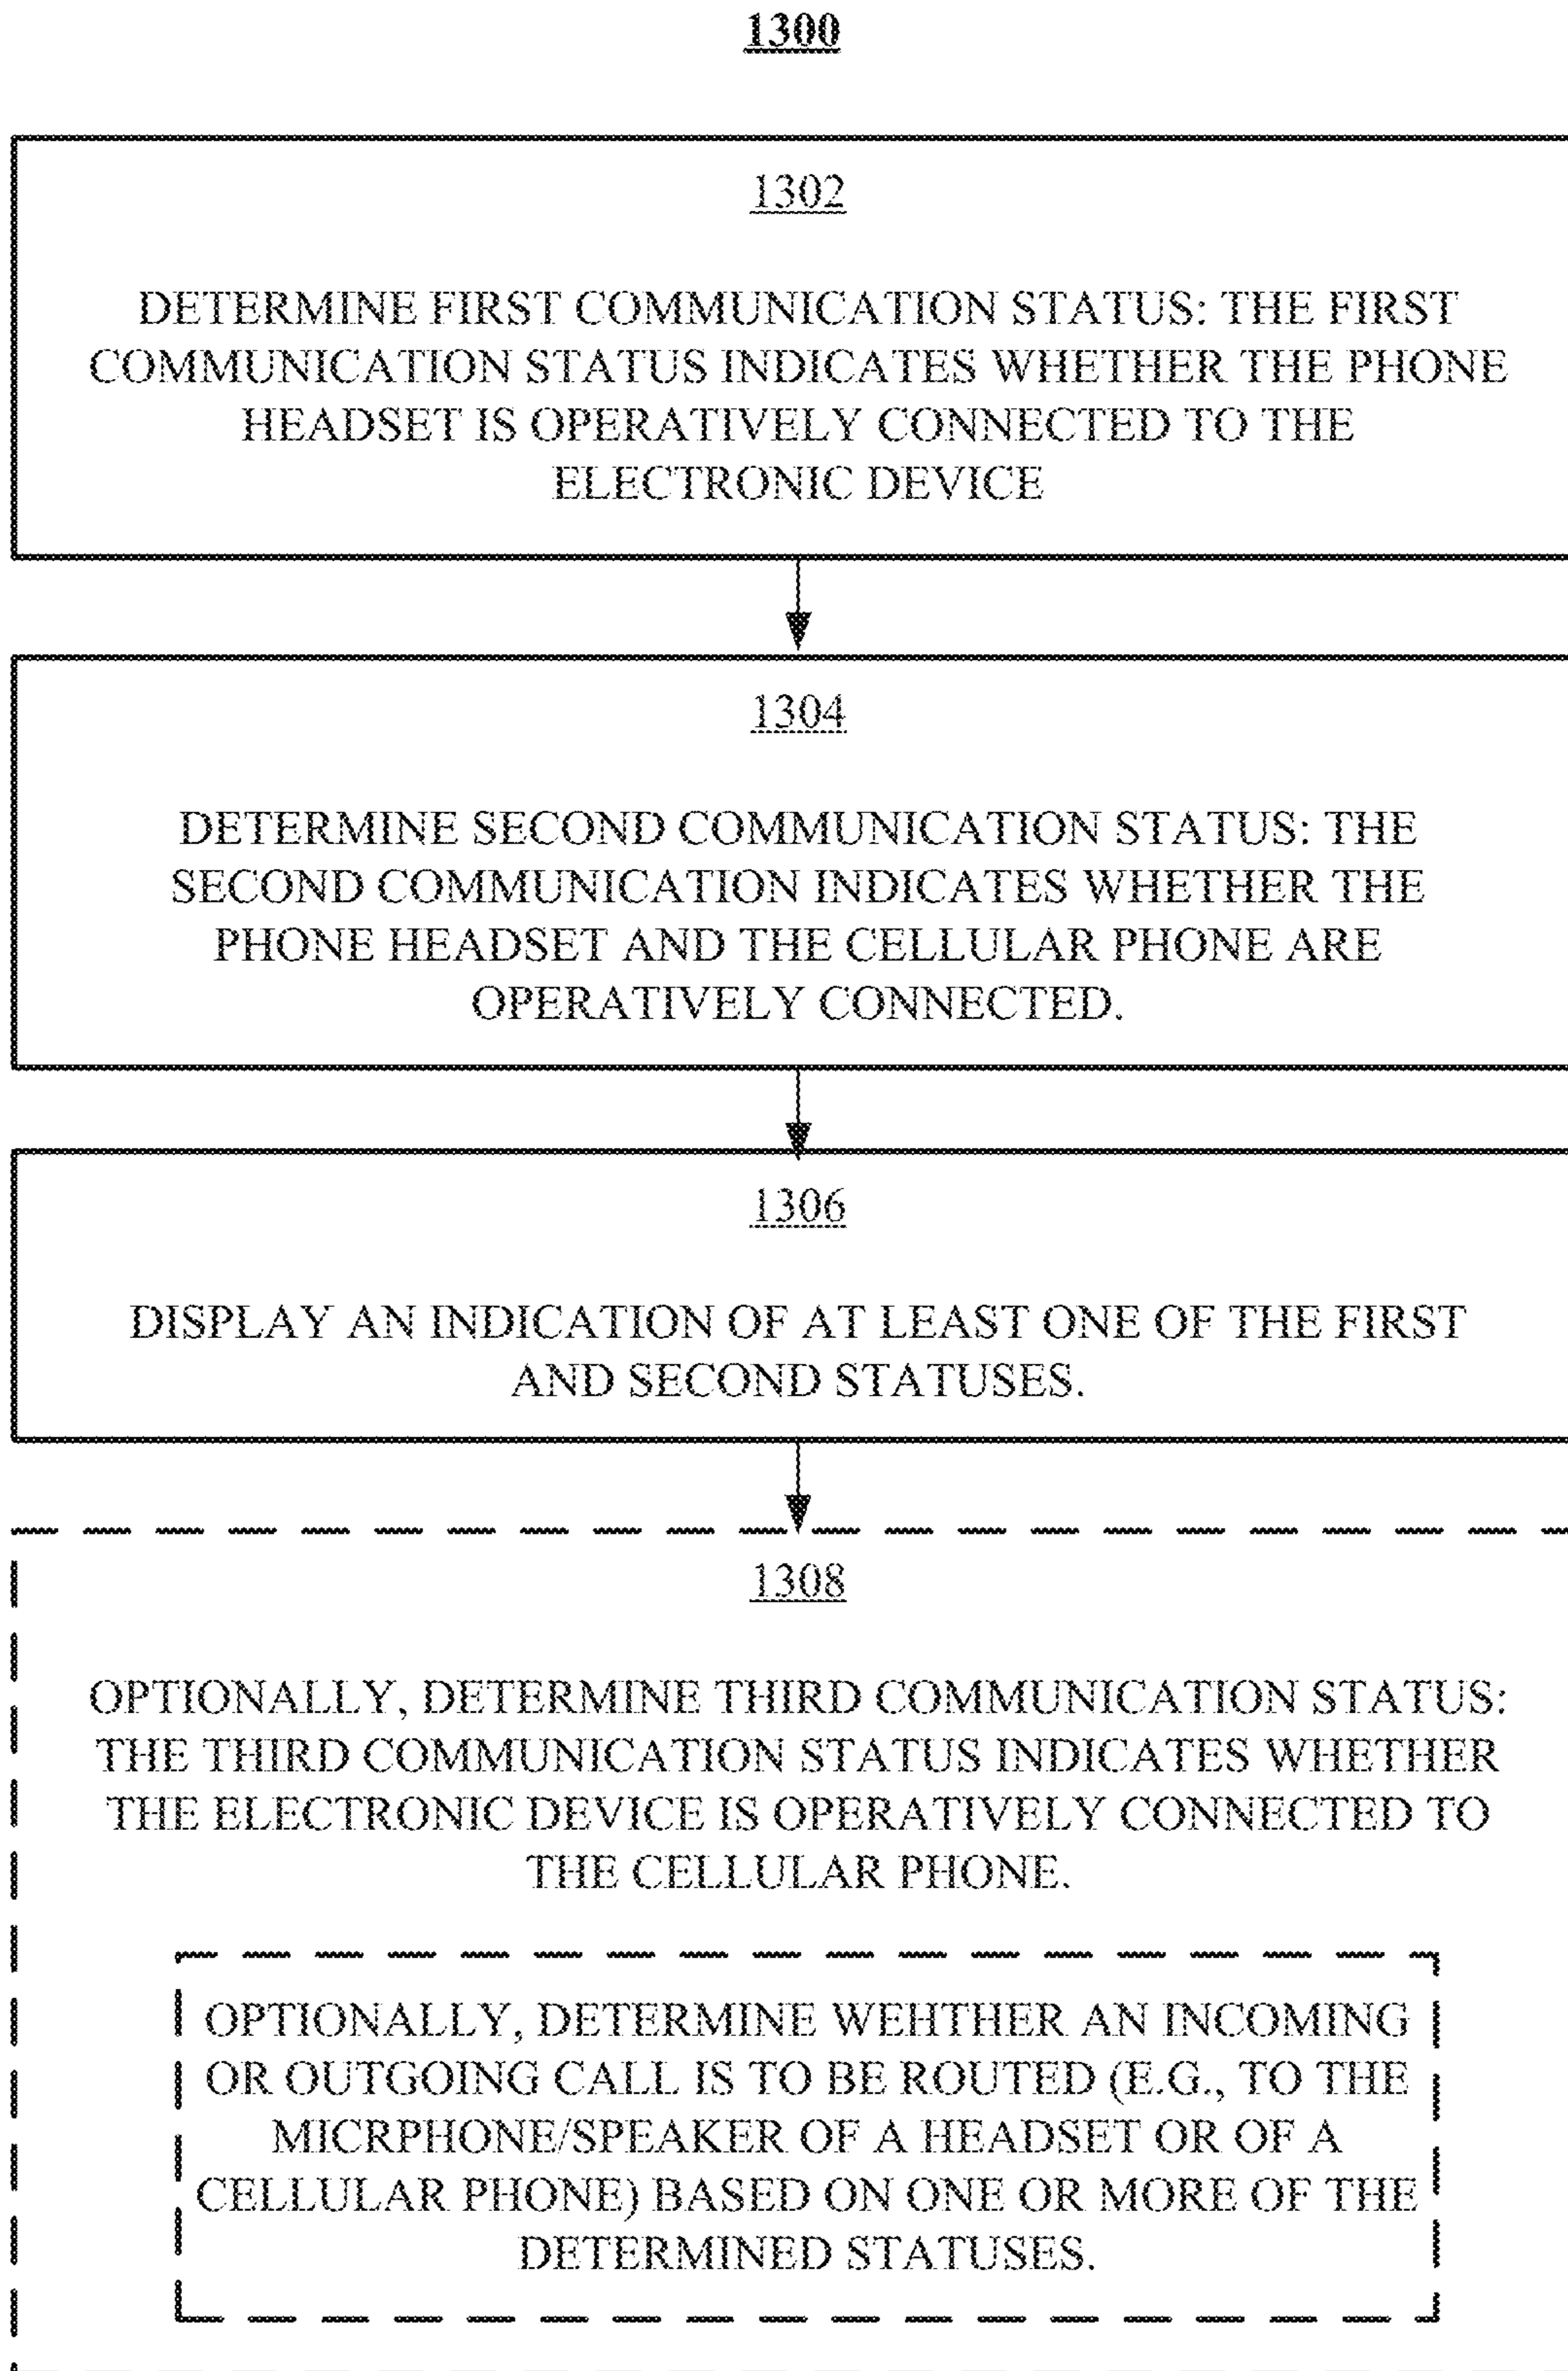 1300
1302
DETERMINE FIRST COMMUNICATION STATUS: THE FIRST
COMMUNICATION STATUS INDICATES WHETHER THE PHONE
HEADSET IS OPERATIVELY CONNECTED TO THE
ELECTRONIC DEVICE
1304
DETERMINE SECOND COMMUNICATION STATUS: THE
SECOND COMMUNICATION INDICATES WHETHER THE
PHONE HEADSET AND THE CELLULAR PHONE ARE
OPERATIVELY CONNECTED.
1306
DISPLAY AN INDICATION OF AT LEAST ONE OF THE FIRST
AND SECOND STATUSES.
1308
OPTIONALLY, DETERMINE THIRD COMMUNICATION STATUS:
THE THIRD COMMUNICATION STATUS INDICATES WHETHER
THE ELECTRONIC DEVICE IS OPERATIVELY CONNECTED TO
THE CELLULAR PHONE.
OPTIONALLY, DETERMINE WEHTHER AN INCOMING
OR OUTGOING CALL IS TO BE ROUTED (E.G., TO THE
MICRPHONE/SPEAKER OF A HEADSET OR OF A
CELLULAR PHONE) BASED ON ONE OR MORE OF THE
DETERMINED STATUSES.